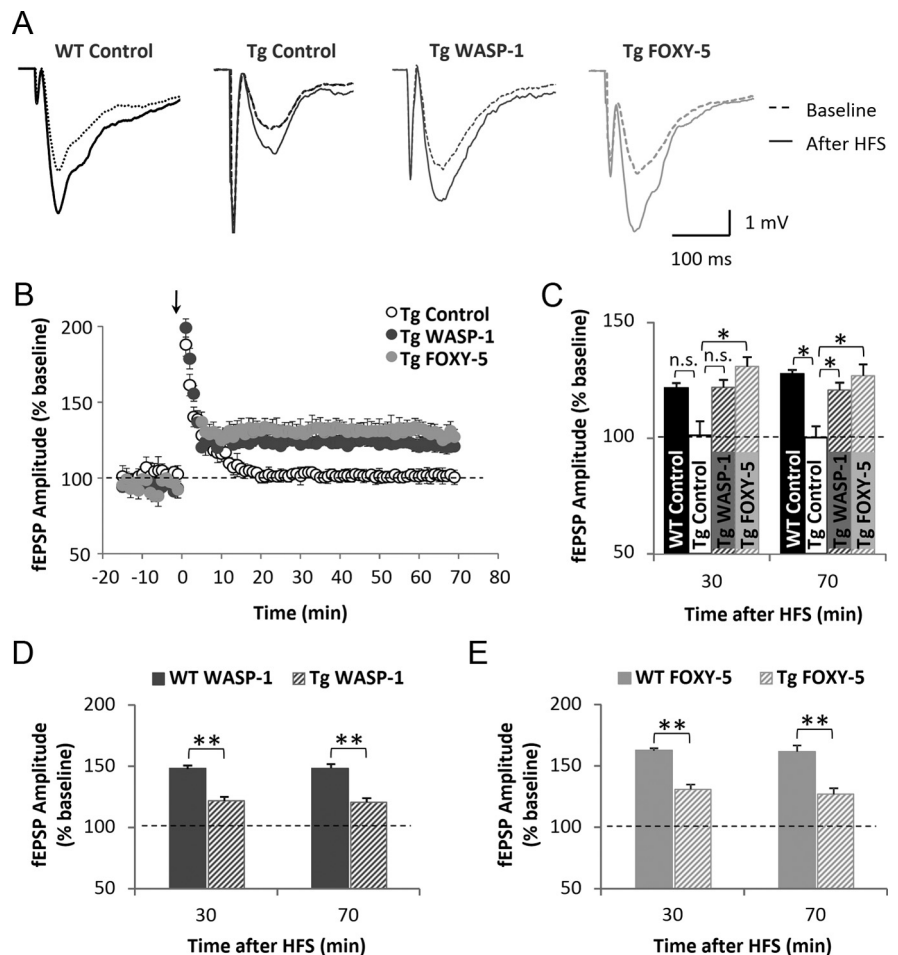 A
WT Control
Tg Control
Tg WASP-1
Tg FOXY-5
Baseline
After HFS
1 mV
100 ms
B
Tg Control
Tg WASP-1
Tg FOXY-5
fEPSP Amplitude (% baseline)
200
150
100
50
-20 -10 0 10 20 30 40 50 60 70 80
Time (min)
C
fEPSP Amplitude (% baseline)
150
100
50
n.s. n.s. *
* * *
WT Control
Tg Control
Tg WASP-1
Tg FOXY-5
WT Control
Tg Control
Tg WASP-1
Tg FOXY-5
30 70
Time after HFS (min)
D
WT WASP-1 Tg WASP-1
fEPSP Amplitude
(% baseline)
200
150
100
50
** **
30 70
Time after HFS (min)
E
WT FOXY-5 Tg FOXY-5
fEPSP Amplitude
(% baseline)
200
150
100
50
** **
30 70
Time after HFS (min)